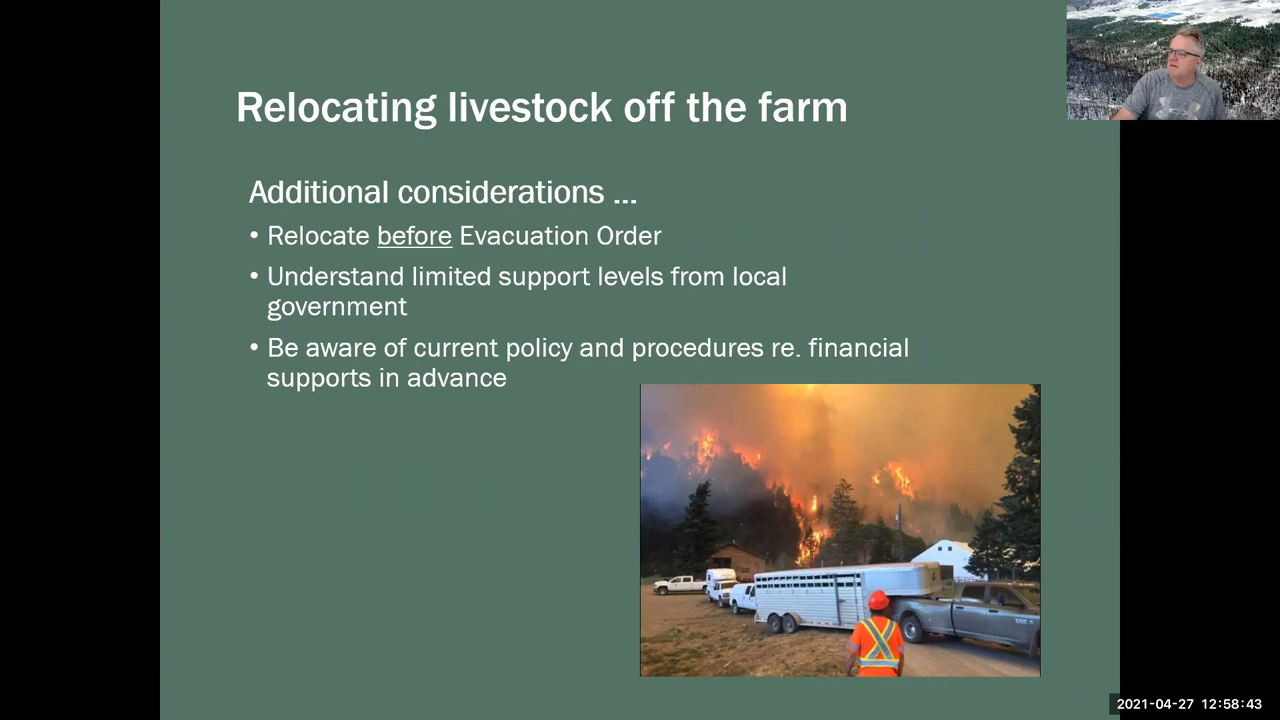 Relocating livestock off the farm
Additional considerations ...
• Relocate before Evacuation Order
• Understand limited support levels from local
government
• Be aware of current policy and procedures re. financial
supports in advance
2021-04-27 12:58:43